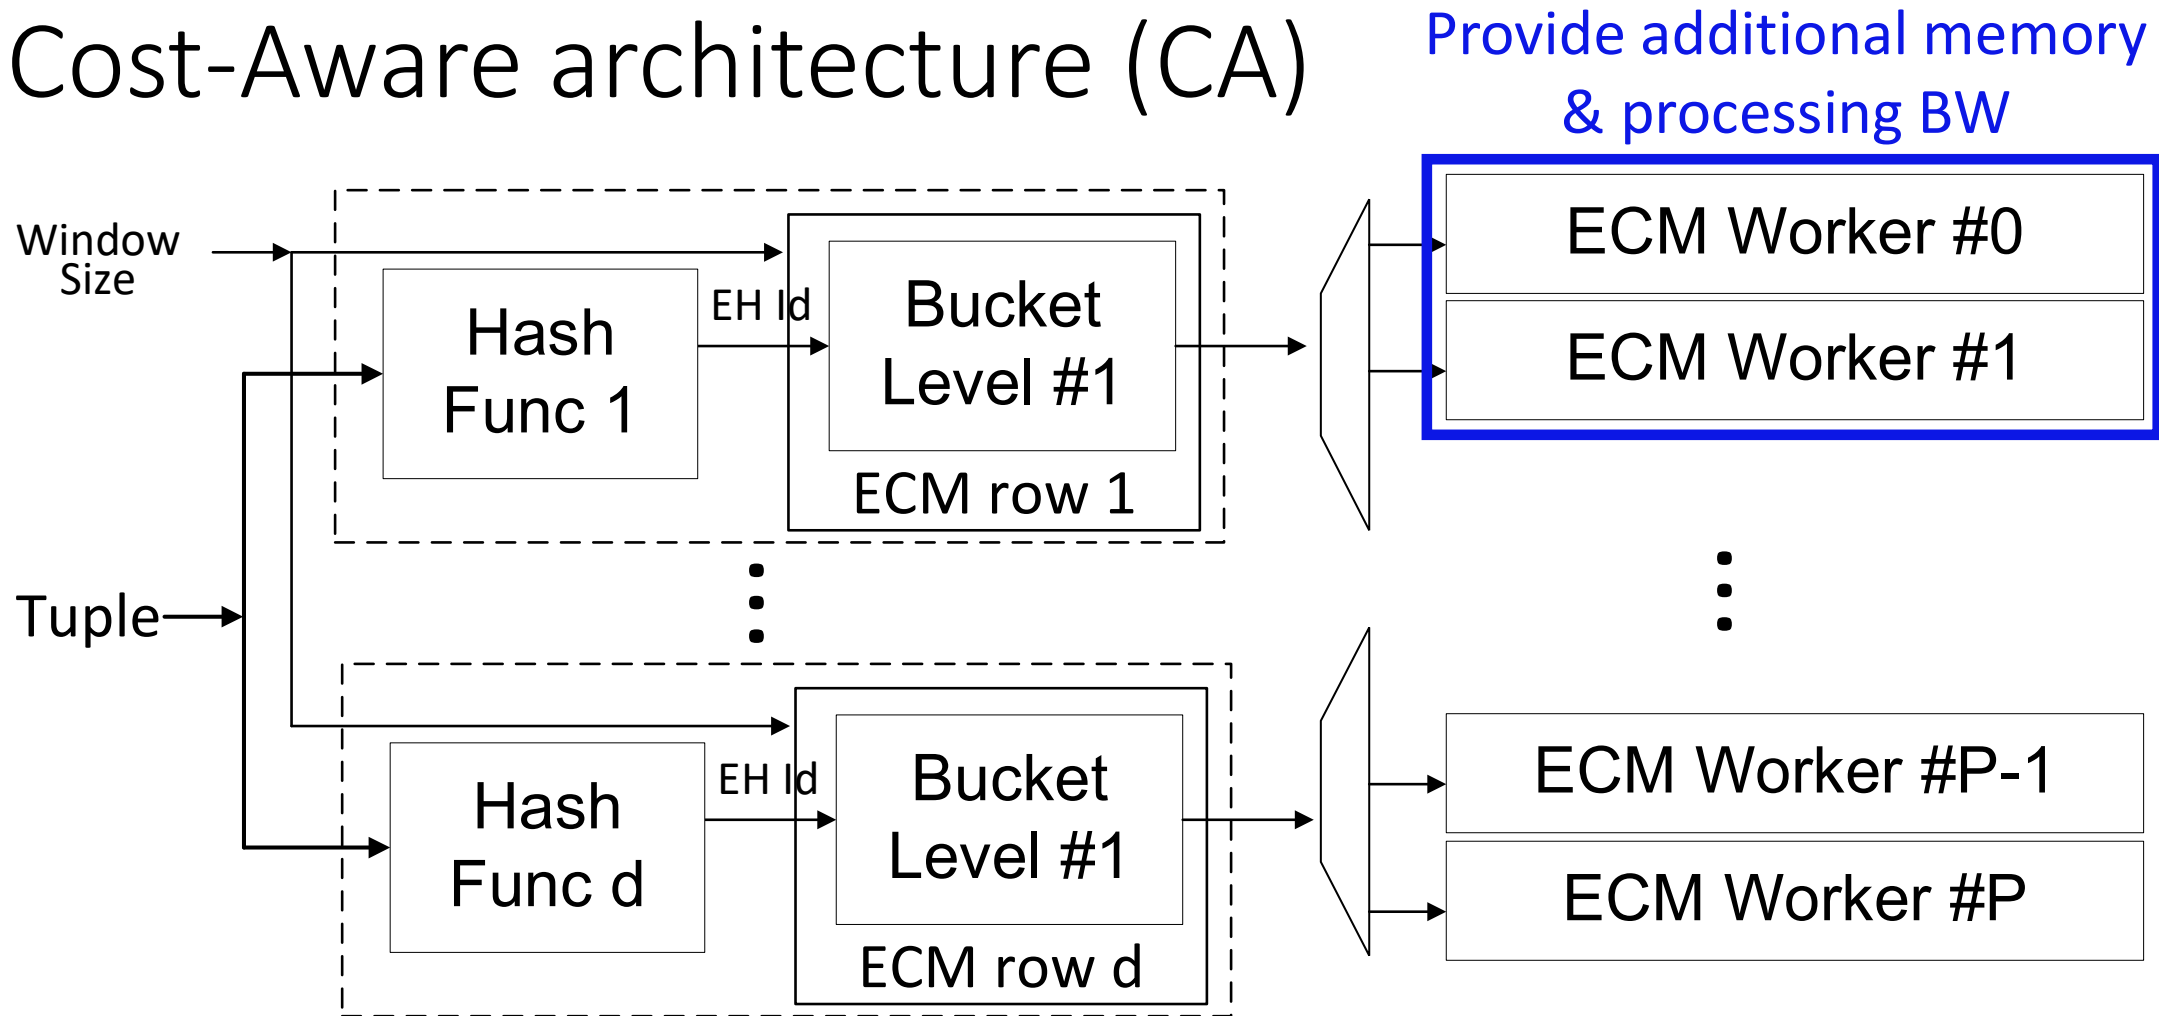 Cost-Aware architecture (CA)
Provide additional memory
& processing BW
Window
Size
Hash
Func 1
EH Id
Bucket
Level #1
ECM row 1
ECM Worker #0
ECM Worker #1
Tuple
Hash
Func d
EH Id
Bucket
Level #1
ECM row d
ECM Worker #P-1
ECM Worker #P